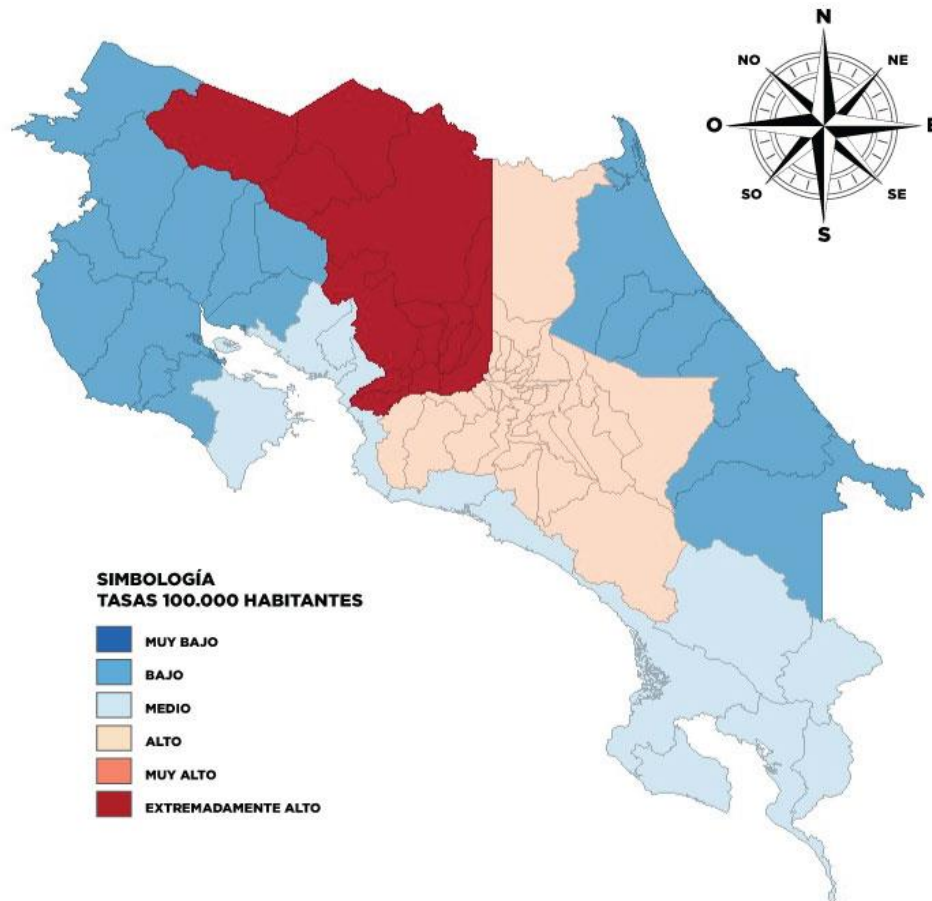 N
NO
NE
O
E
SO
SE
S
SIMBOLOGÍA
TASAS 100.000 HABITANTES
MUY BAJO
BAJO
MEDIO
ALTO
MUY ALTO
EXTREMADAMENTE ALTO